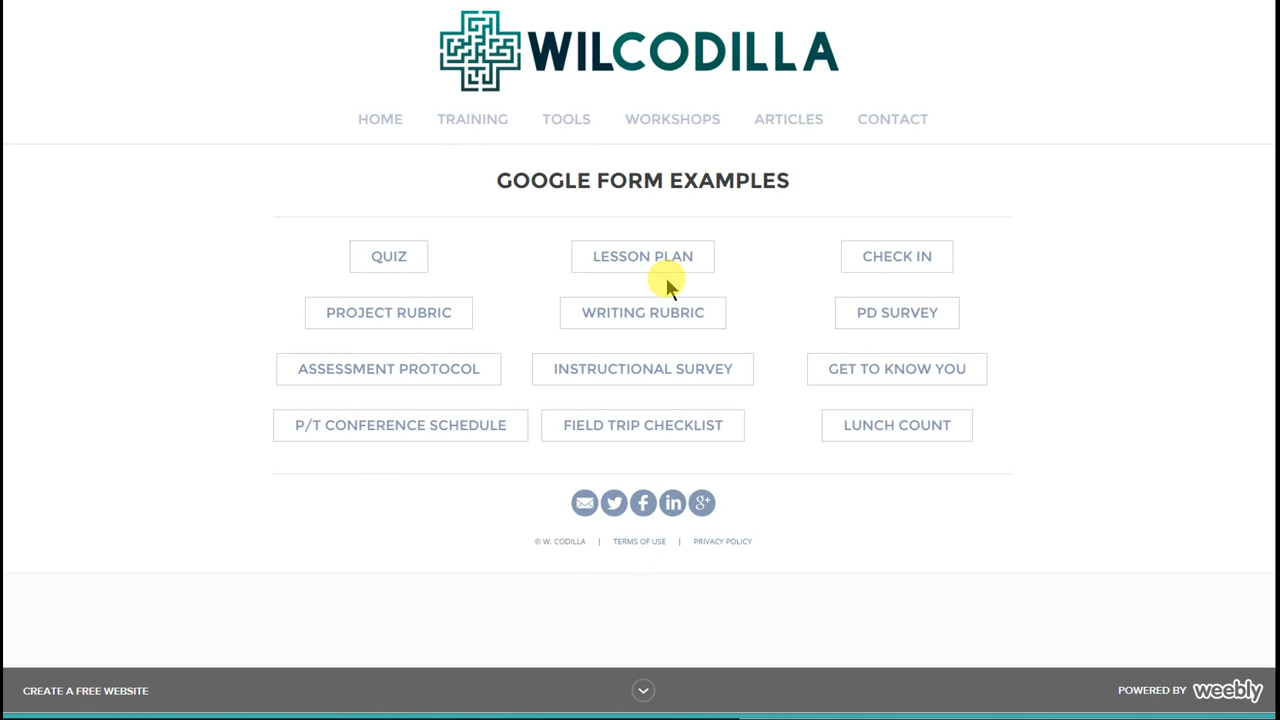 WILCODILLA
HOME TRAINING TOOLS WORKSHOPS ARTICLES CONTACT
GOOGLE FORM EXAMPLES
QUIZ LESSON PLAN CHECK IN
PROJECT RUBRIC WRITING RUBRIC PD SURVEY
ASSESSMENT PROTOCOL INSTRUCTIONAL SURVEY GET TO KNOW YOU
P/T CONFERENCE SCHEDULE FIELD TRIP CHECKLIST LUNCH COUNT
in g+
© W. CODILLA | TERMS OF USE | PRIVACY POLICY
CREATE A FREE WEBSITE POWERED BY weebly